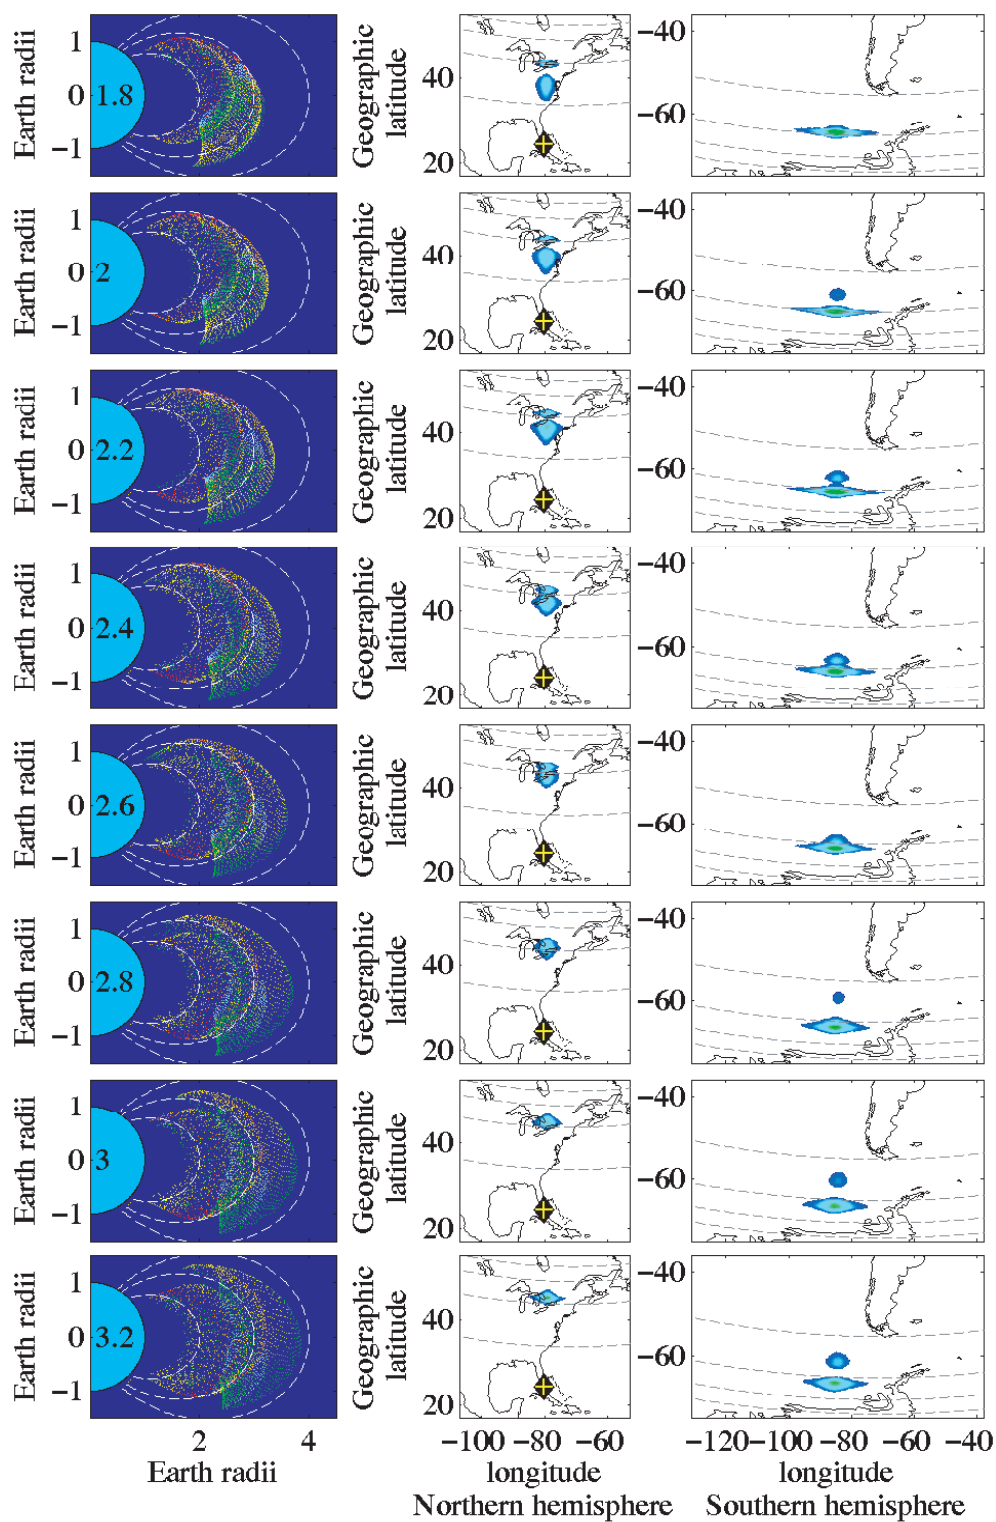 Earth radii
1
0
−1
1.8
Geographic
latitude
40
20
−40
−60
Earth radii
1
0
−1
2
Geographic
latitude
40
20
−40
−60
Earth radii
1
0
−1
2.2
Geographic
latitude
40
20
−40
−60
Earth radii
1
0
−1
2.4
Geographic
latitude
40
20
−40
−60
Earth radii
1
0
−1
2.6
Geographic
latitude
40
20
−40
−60
Earth radii
1
0
−1
2.8
Geographic
latitude
40
20
−40
−60
Earth radii
1
0
−1
3
Geographic
latitude
40
20
−40
−60
Earth radii
1
0
−1
3.2
Geographic
latitude
40
20
−40
−60
2 4
Earth radii
−100 −80 −60
longitude
Northern hemisphere
−120 −100 −80 −60 −40
longitude
Southern hemisphere